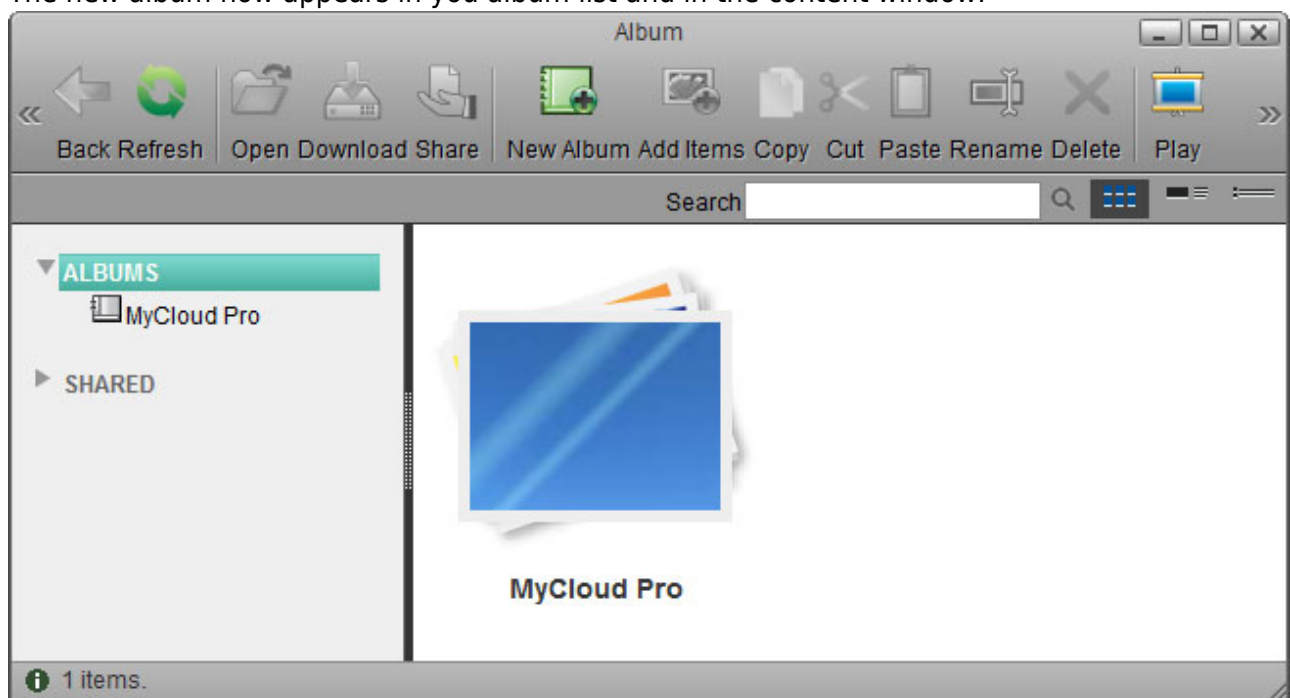 The new album now appears in you album list and in the content window.
Album
« Back Refresh Open Download Share New Album Add Items Copy Cut Paste Rename Delete Play »
Search
ALBUMS
MyCloud Pro
SHARED
MyCloud Pro
1 items.